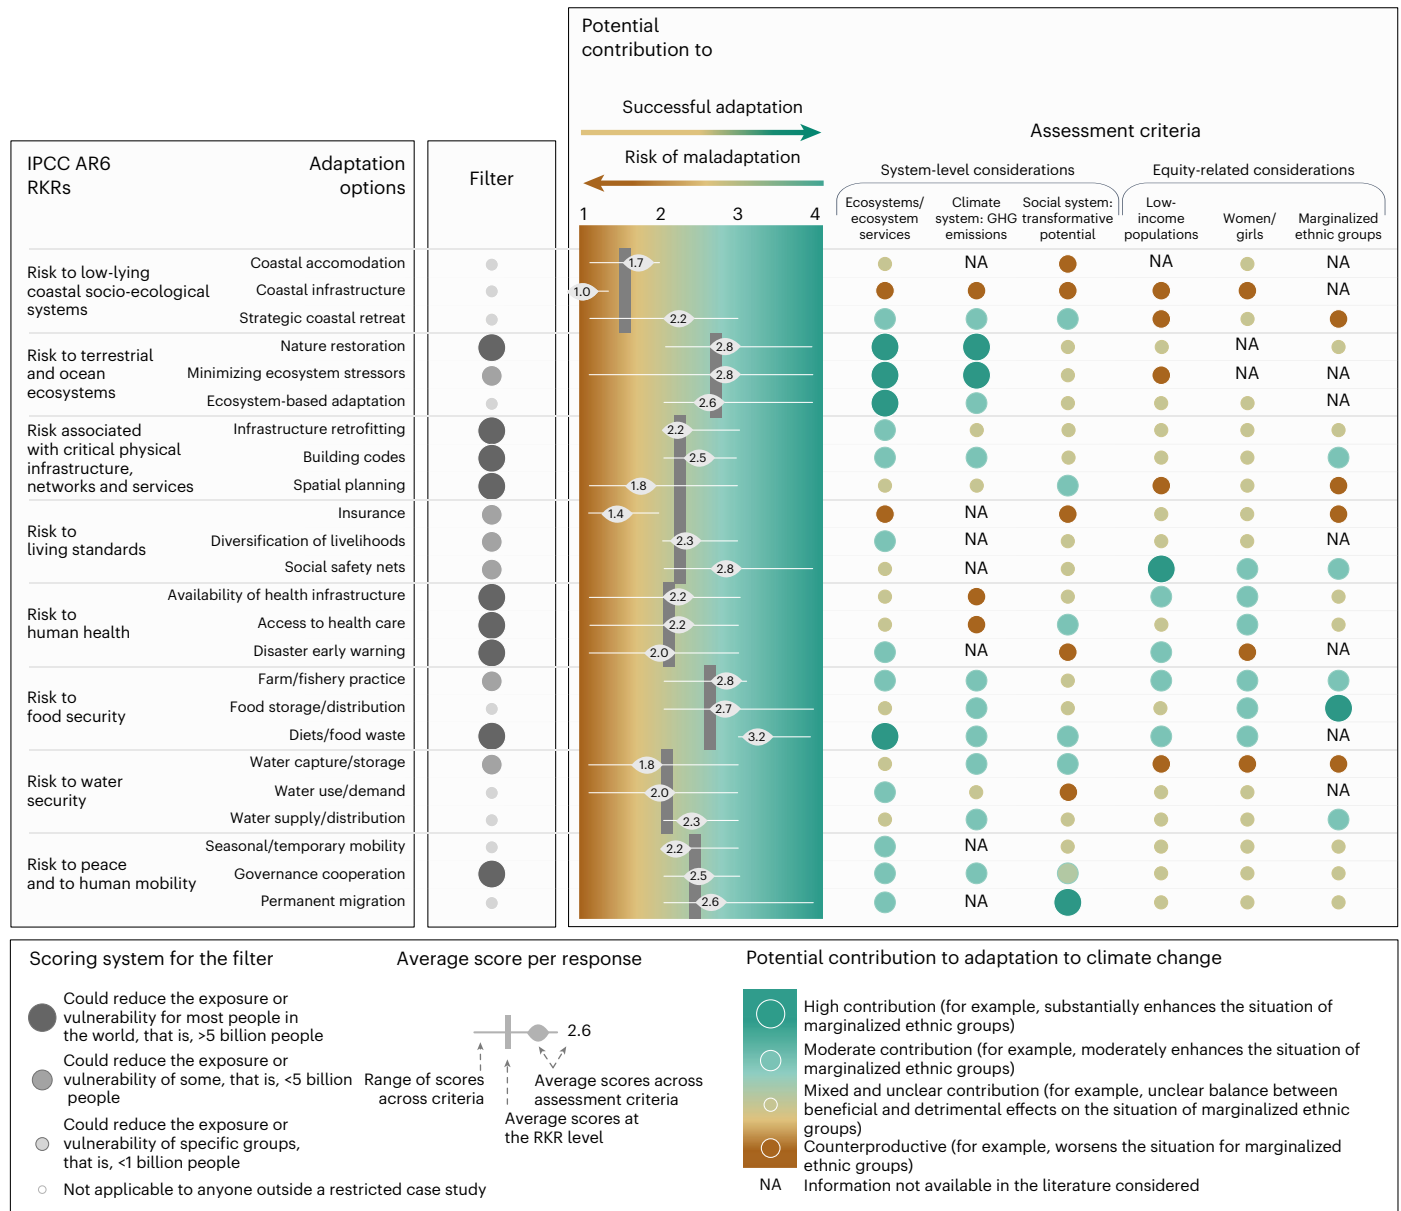 Potential
contribution to
Successful adaptation
Risk of maladaptation
1 2 3 4
Assessment criteria
System-level considerations
Equity-related considerations
Ecosystems/
ecosystem
services
Climate
system: GHG
emissions
Social system:
transformative
potential
Low-
income
populations
Women/
girls
Marginalized
ethnic groups
IPCC AR6
RKRs
Adaptation
options
Filter
Risk to low-lying
coastal socio-ecological
systems
Coastal accomodation 1.7 NA NA NA
Coastal infrastructure 1.0 NA
Strategic coastal retreat 2.2
Risk to terrestrial
and ocean
ecosystems
Nature restoration 2.8 NA
Minimizing ecosystem stressors 2.8 NA NA
Ecosystem-based adaptation 2.6 NA
Risk associated
with critical physical
infrastructure,
networks and services
Infrastructure retrofitting 2.2
Building codes 2.5
Spatial planning 1.8
Risk to
living standards
Insurance 1.4 NA
Diversification of livelihoods 2.3 NA NA
Social safety nets 2.8 NA
Risk to
human health
Availability of health infrastructure 2.2
Access to health care 2.2
Disaster early warning 2.0 NA NA
Risk to
food security
Farm/fishery practice 2.8
Food storage/distribution 2.7
Diets/food waste 3.2 NA
Risk to water
security
Water capture/storage 1.8
Water use/demand 2.0 NA
Water supply/distribution 2.3
Risk to peace
and to human mobility
Seasonal/temporary mobility 2.2 NA
Governance cooperation 2.5
Permanent migration 2.6 NA
Scoring system for the filter
Could reduce the exposure or
vulnerability for most people in
the world, that is, >5 billion people
Could reduce the exposure or
vulnerability of some, that is, <5 billion
people
Could reduce the exposure or
vulnerability of specific groups,
that is, <1 billion people
Not applicable to anyone outside a restricted case study
Average score per response
2.6
Range of scores
across criteria
Average scores across
assessment criteria
Average scores at
the RKR level
Potential contribution to adaptation to climate change
High contribution (for example, substantially enhances the situation of
marginalized ethnic groups)
Moderate contribution (for example, moderately enhances the situation of
marginalized ethnic groups)
Mixed and unclear contribution (for example, unclear balance between
beneficial and detrimental effects on the situation of marginalized ethnic
groups)
Counterproductive (for example, worsens the situation for marginalized
ethnic groups)
NA Information not available in the literature considered